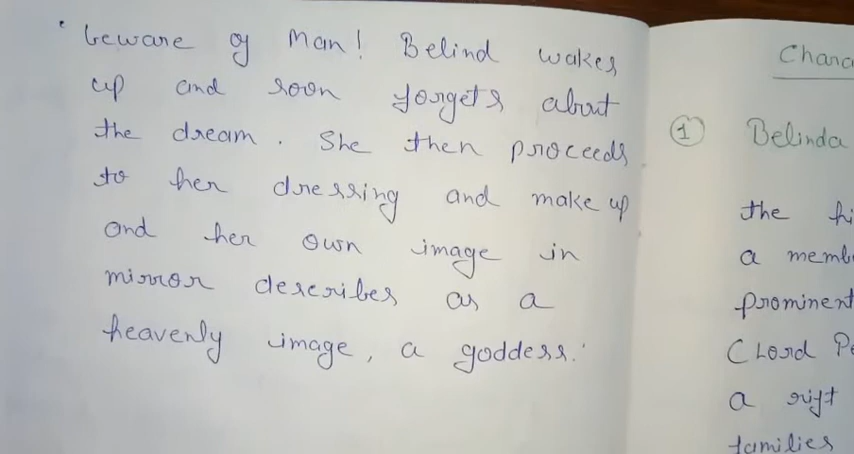 beware of Man! Belind wakes
up and soon forgets about
the dream. She then proceeds
to her dressing and make up
and her own image in
mirror describes as a
heavenly image, a goddess.
Chara
1 Belinda
the hi
a memb
prominent
(Lord Pe
a rift
families